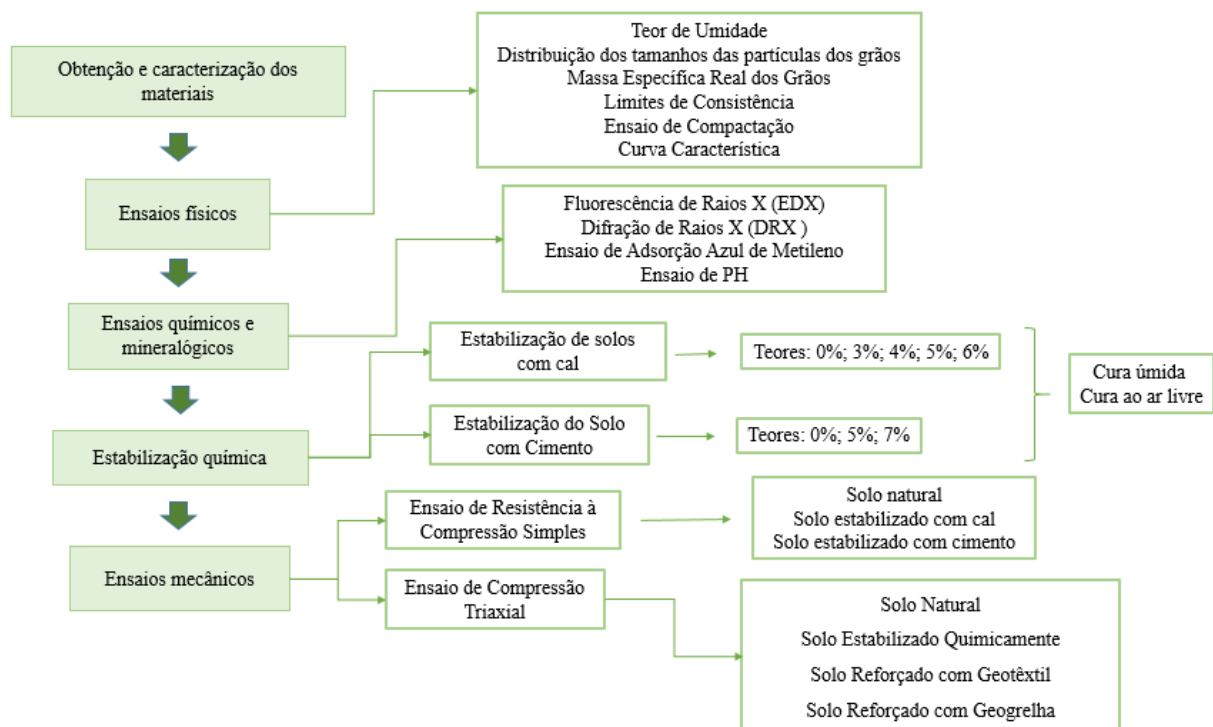 Obtenção e caracterização dos
materiais
Teor de Umidade
Distribuição dos tamanhos das partículas dos grãos
Massa Específica Real dos Grãos
Limites de Consistência
Ensaio de Compactação
Curva Característica
Ensaios físicos
Fluorescência de Raios X (EDX)
Difração de Raios X (DRX )
Ensaio de Adsorção Azul de Metileno
Ensaio de PH
Ensaios químicos e
mineralógicos
Estabilização de solos
com cal
Teores: 0%; 3%; 4%; 5%; 6%
Cura úmida
Cura ao ar livre
Estabilização do Solo
com Cimento
Teores: 0%; 5%; 7%
Estabilização química
Ensaio de Resistência à
Compressão Simples
Solo natural
Solo estabilizado com cal
Solo estabilizado com cimento
Ensaios mecânicos
Ensaio de Compressão
Triaxial
Solo Natural
Solo Estabilizado Quimicamente
Solo Reforçado com Geotêxtil
Solo Reforçado com Geogrelha